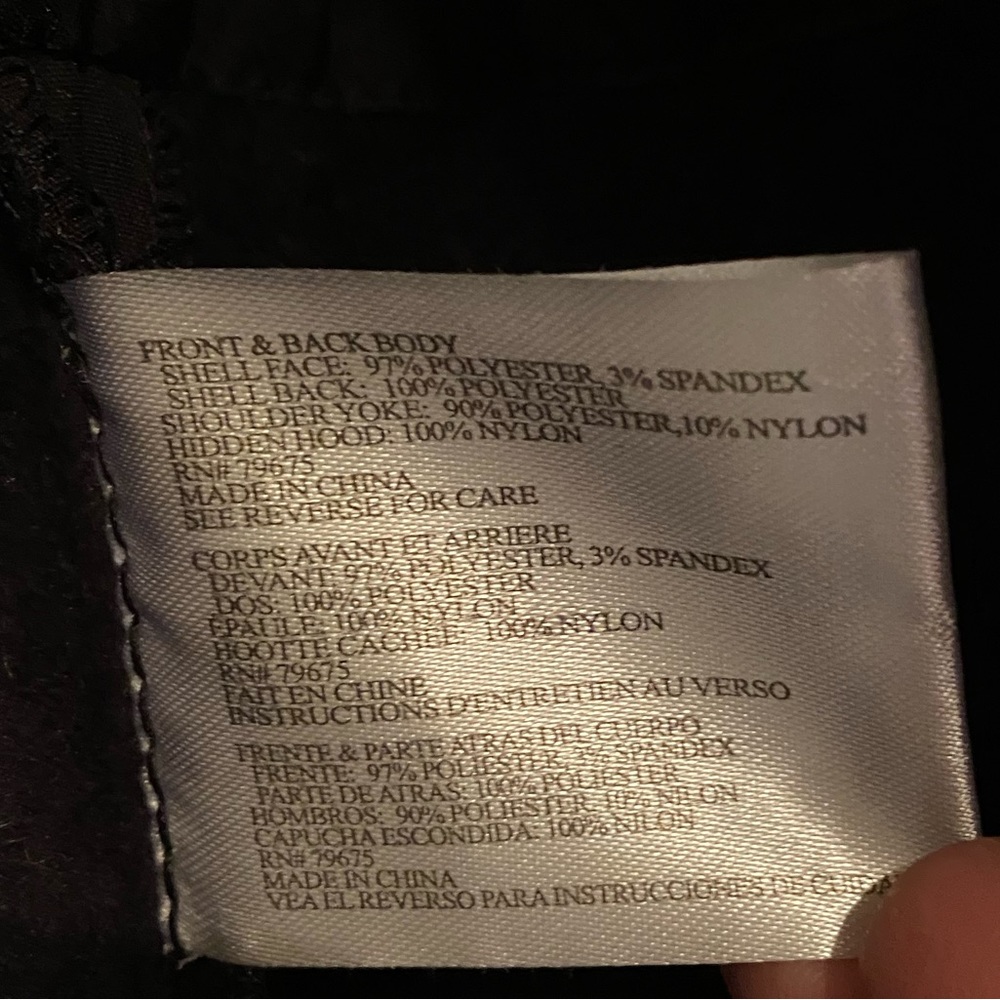 FRONT & BACK BODY
SHELL FACE: 97% POLYESTER, 3% SPANDEX
SHELL BACK: 100% POLYESTER
SHOULDER YOKE: 90% POLYESTER,10% NYLON
HIDDEN HOOD: 100% NYLON
RN# 79675
MADE IN CHINA
SEE REVERSE FOR CARE
CORPS AVANT ET ARRIERE
DEVANT: 97% POLYESTER, 3% SPANDEX
DOS: 100% POLYESTER
EPAULE: 100% NYLON
HOOTTE CACHEE: 100% NYLON
RN# 79675
FAIT EN CHINE
INSTRUCTIONS D'ENTRETIEN AU VERSO
FRENTE & PARTE ATRAS DEL CUERPO
FRENTE: 97% POLIESTER, 3% SPANDEX
PARTE DE ATRAS: 100% POLIESTER
HOMBROS: 90% POLIESTER, 10% NILON
CAPUCHA ESCONDIDA: 100% NILON
RN# 79675
MADE IN CHINA
VEA EL REVERSO PARA INSTRUCCIONES DE